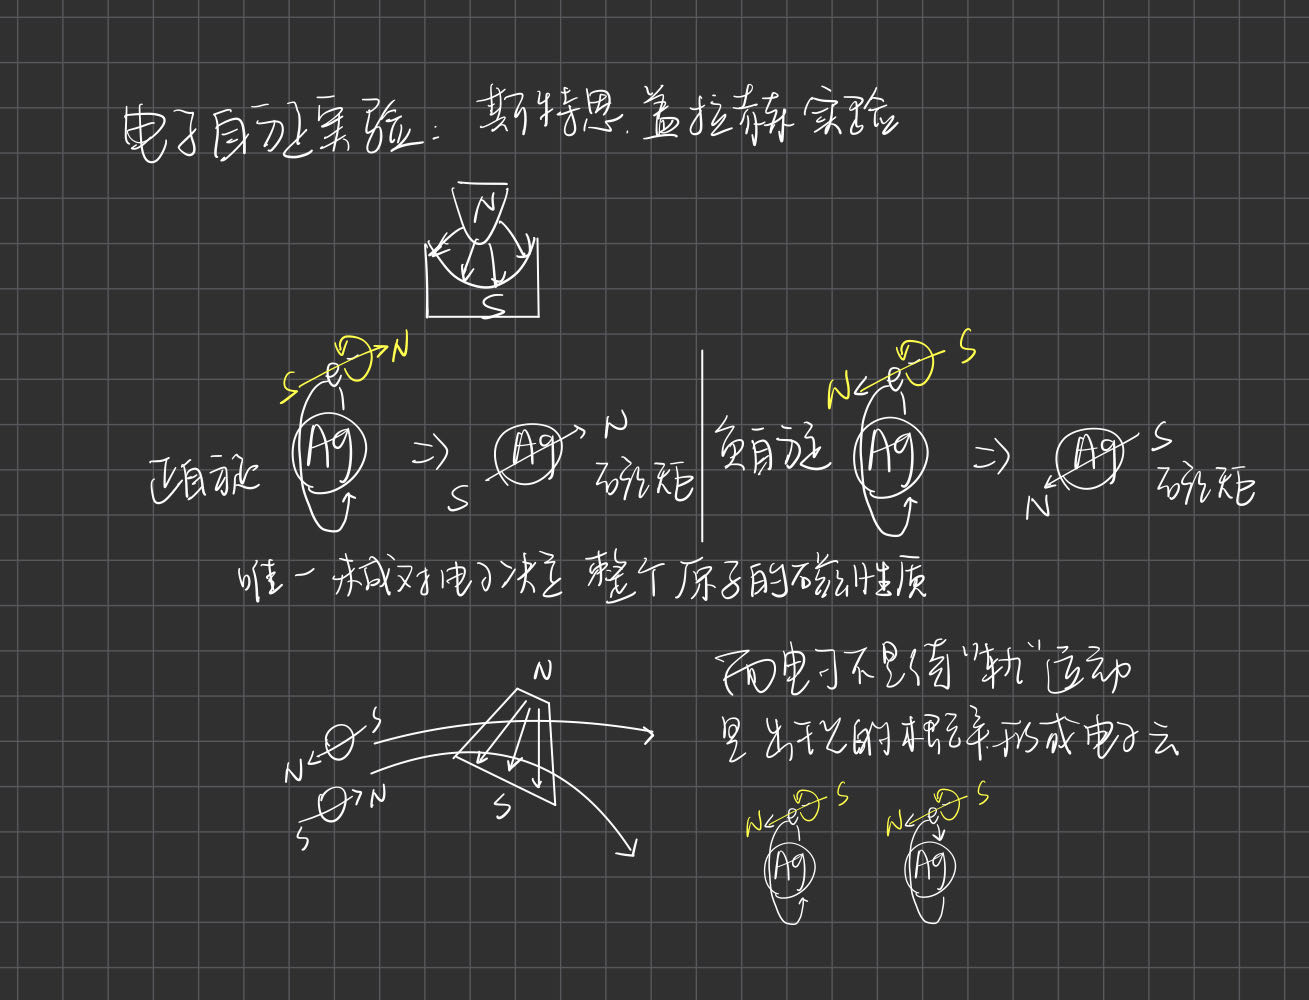 电子自旋实验: 斯特恩.盖拉赫实验
N
S
S e N
N e S
正自旋 Ag => S Ag N 磁矩
负自旋 Ag => N Ag S 磁矩
唯一未成对电子决定整个原子的磁性质
N
S
N
N
S
S
而电子不是绕"轨"运动
是出现的概率形成电子云
N e S
Ag
N e S
Ag